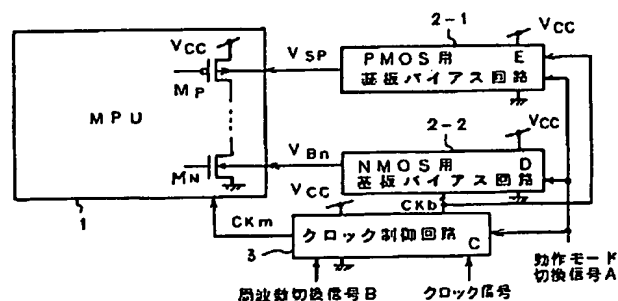 2-1
VCC
VCC
VSP
PMOS用 E
基板バイアス回路
MP
MPU
2-2
VCC
VBn
NMOS用 D
基板バイアス回路
MN
VCC
CKb
1
CKm
クロック制御回路
3
C
動作モード
切換信号A
周波数切換信号B
クロック信号